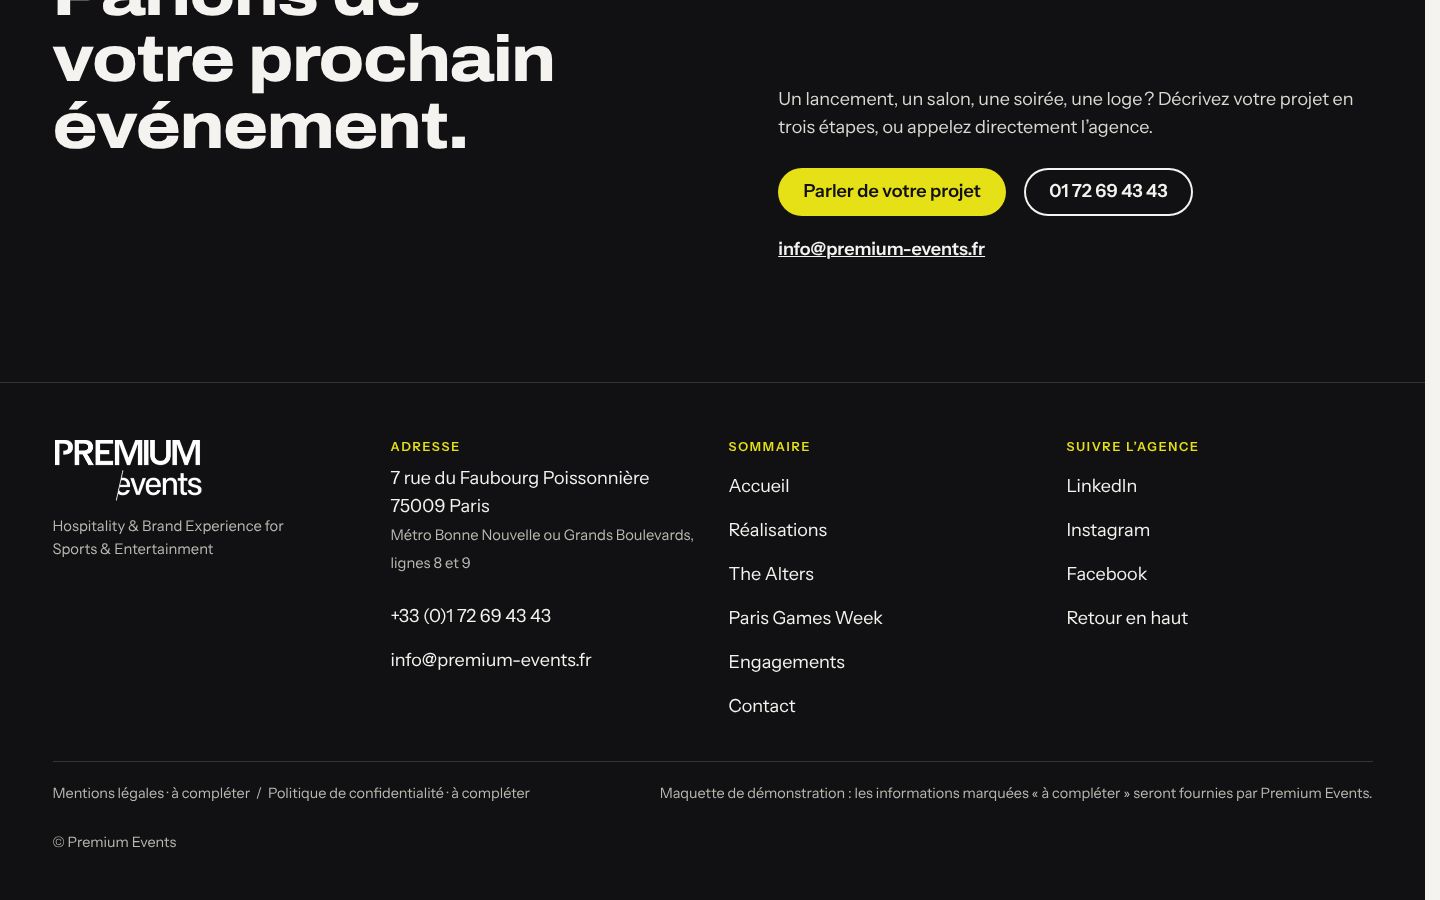 Parlons de
votre prochain
événement.
Un lancement, un salon, une soirée, une loge ? Décrivez votre projet en
trois étapes, ou appelez directement l’agence.
Parler de votre projet
01 72 69 43 43
info@premium-events.fr
PREMIUM
events
Hospitality & Brand Experience for
Sports & Entertainment
ADRESSE
7 rue du Faubourg Poissonnière
75009 Paris
Métro Bonne Nouvelle ou Grands Boulevards,
lignes 8 et 9
+33 (0)1 72 69 43 43
info@premium-events.fr
SOMMAIRE
Accueil
Réalisations
The Alters
Paris Games Week
Engagements
Contact
SUIVRE L’AGENCE
LinkedIn
Instagram
Facebook
Retour en haut
Mentions légales · à compléter / Politique de confidentialité · à compléter
Maquette de démonstration : les informations marquées « à compléter » seront fournies par Premium Events.
© Premium Events